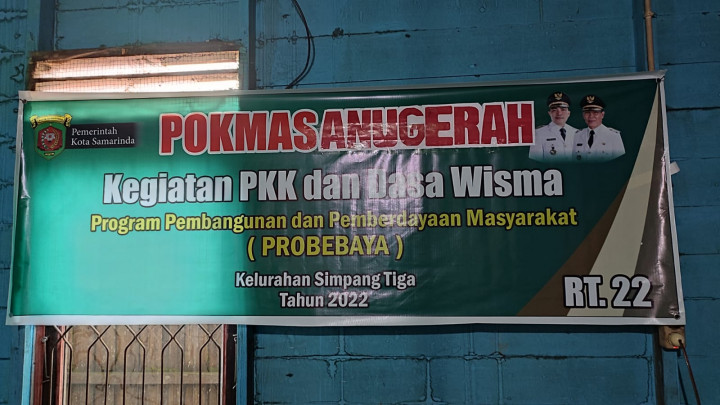 Pemerintah
Kota Samarinda
POKMAS ANUGERAH
Kegiatan PKK dan Dasa Wisma
Program Pembangunan dan Pemberdayaan Masyarakat
( PROBEBAYA )
Kelurahan Simpang Tiga
Tahun 2022
RT. 22